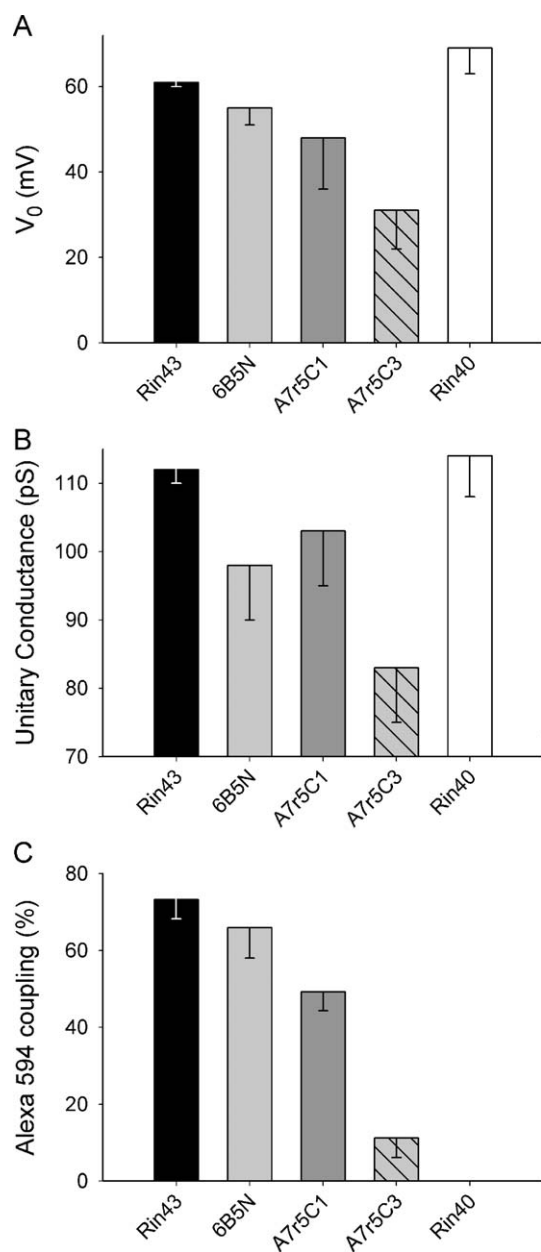 A
V0 (mV)
60
40
20
0
Rin43
6B5N
A7r5C1
A7r5C3
Rin40
B
Unitary Conductance (pS)
110
100
90
80
70
Rin43
6B5N
A7r5C1
A7r5C3
Rin40
C
Alexa 594 coupling (%)
80
60
40
20
0
Rin43
6B5N
A7r5C1
A7r5C3
Rin40